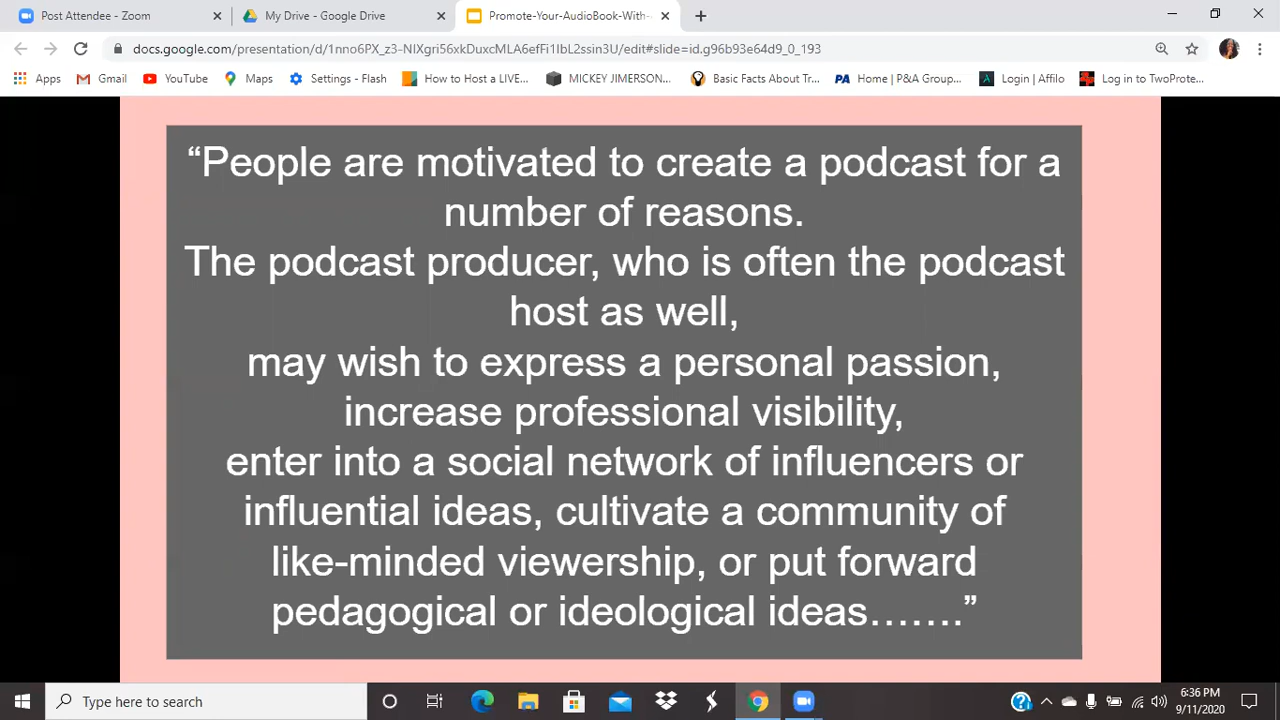 Post Attendee - Zoom
My Drive - Google Drive
Promote-Your-AudioBook-With-
docs.google.com/presentation/d/1nno6PX_z3-NIXgri56xkDuxcMLA6efFi1IbL2ssin3U/edit#slide=id.g96b93e64d9_0_193
Apps Gmail YouTube Maps Settings - Flash How to Host a LIVE... MICKEY JIMERSON... Basic Facts About Tr... PA Home | P&A Group... Login | Affilo Log in to TwoProte...
“People are motivated to create a podcast for a
number of reasons.
The podcast producer, who is often the podcast
host as well,
may wish to express a personal passion,
increase professional visibility,
enter into a social network of influencers or
influential ideas, cultivate a community of
like-minded viewership, or put forward
pedagogical or ideological ideas…….”
Type here to search
6:36 PM
9/11/2020